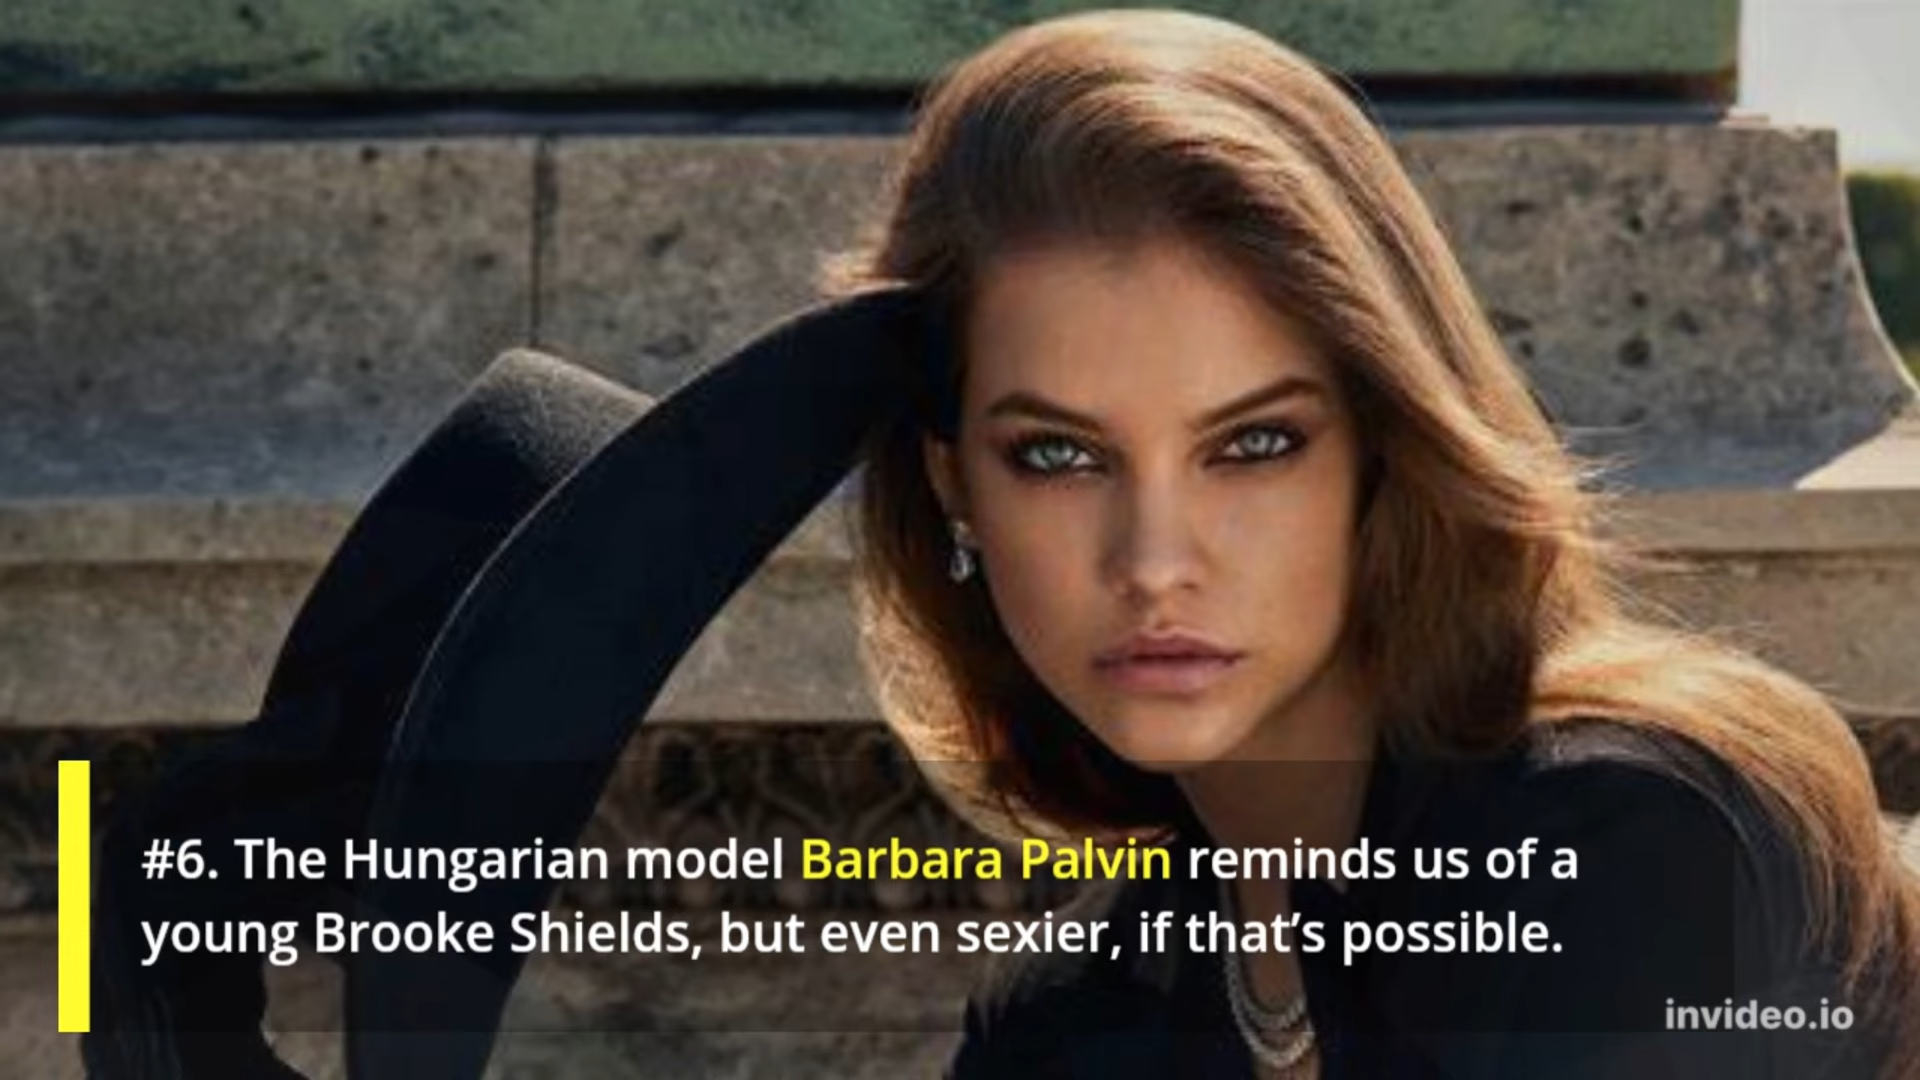 #6. The Hungarian model Barbara Palvin reminds us of a
young Brooke Shields, but even sexier, if that’s possible.
invideo.io